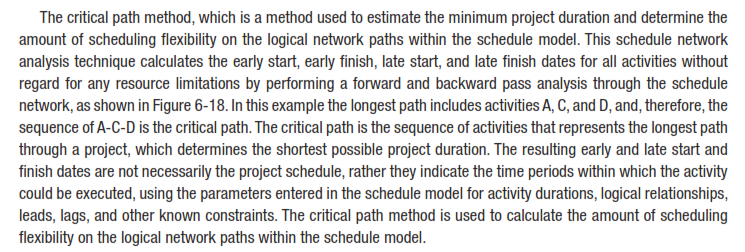 The critical path method, which is a method used to estimate the minimum project duration and determine the
amount of scheduling flexibility on the logical network paths within the schedule model. This schedule network
analysis technique calculates the early start, early finish, late start, and late finish dates for all activities without
regard for any resource limitations by performing a forward and backward pass analysis through the schedule
network, as shown in Figure 6-18. In this example the longest path includes activities A, C, and D, and, therefore, the
sequence of A-C-D is the critical path. The critical path is the sequence of activities that represents the longest path
through a project, which determines the shortest possible project duration. The resulting early and late start and
finish dates are not necessarily the project schedule, rather they indicate the time periods within which the activity
could be executed, using the parameters entered in the schedule model for activity durations, logical relationships,
leads, lags, and other known constraints. The critical path method is used to calculate the amount of scheduling
flexibility on the logical network paths within the schedule model.